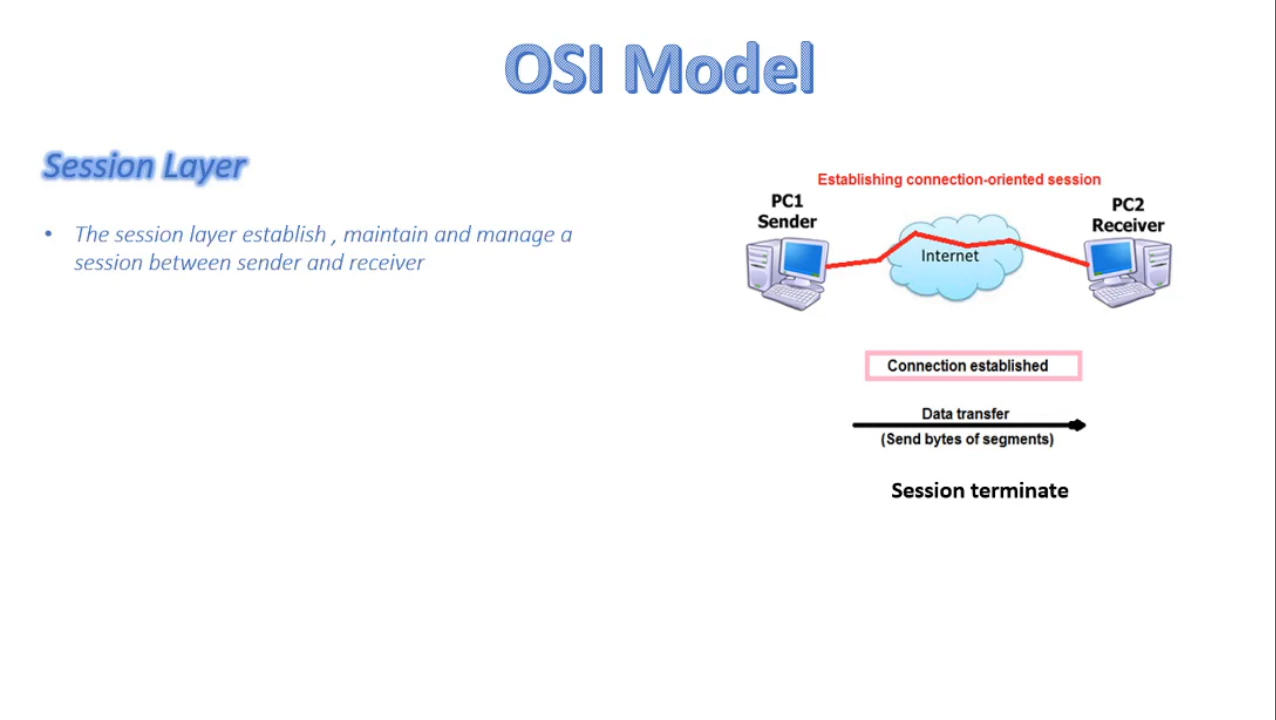 OSI Model
Session Layer
• The session layer establish , maintain and manage a
session between sender and receiver
Establishing connection-oriented session
PC1
Sender
PC2
Receiver
Internet
Connection established
Data transfer
(Send bytes of segments)
Session terminate